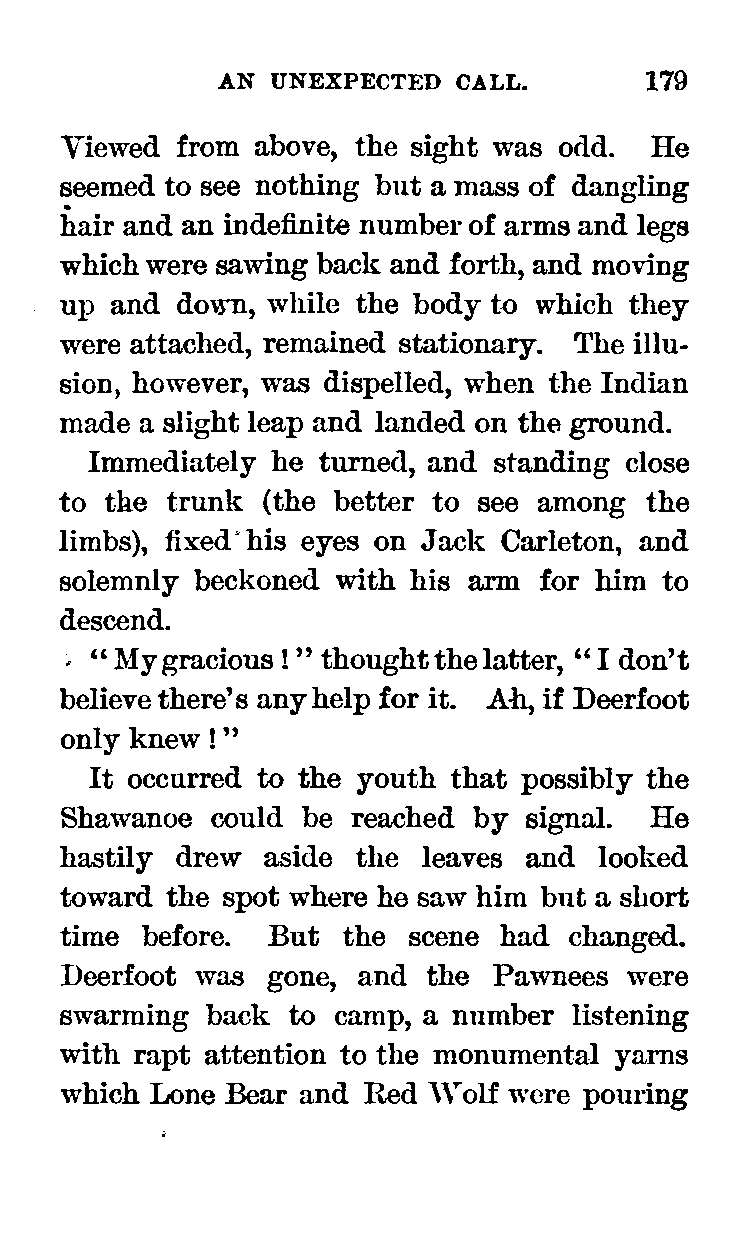 AN UNEXPECTED CALL. 179
Viewed from above, the sight was odd. He
seemed to see nothing but a mass of dangling
hair and an indefinite number of arms and legs
which were sawing back and forth, and moving
up and down, while the body to which they
were attached, remained stationary. The illu-
sion, however, was dispelled, when the Indian
made a slight leap and landed on the ground.
Immediately he turned, and standing close
to the trunk (the better to see among the
limbs), fixed his eyes on Jack Carleton, and
solemnly beckoned with his arm for him to
descend.
“ My gracious ! ” thought the latter, “ I don’t
believe there’s any help for it. Ah, if Deerfoot
only knew ! ”
It occurred to the youth that possibly the
Shawanoe could be reached by signal. He
hastily drew aside the leaves and looked
toward the spot where he saw him but a short
time before. But the scene had changed.
Deerfoot was gone, and the Pawnees were
swarming back to camp, a number listening
with rapt attention to the monumental yarns
which Lone Bear and Red Wolf were pouring